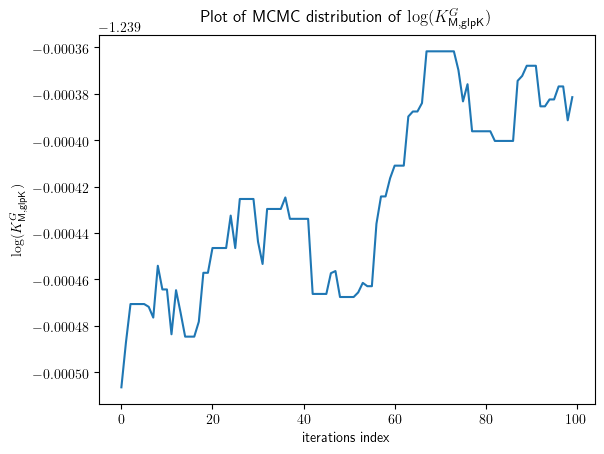 Plot of MCMC distribution of log(K^G_{M,glpK})
−1.239
−0.00036
−0.00038
−0.00040
−0.00042
−0.00044
−0.00046
−0.00048
−0.00050
log(K^G_{M,glpK})
0 20 40 60 80 100
iterations index